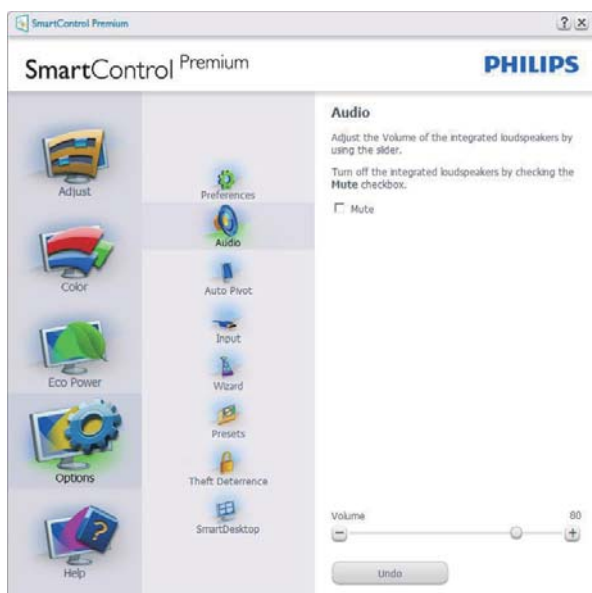 SmartControl Premium
SmartControl Premium
PHILIPS
Adjust
Color
Eco Power
Options
Help
Preferences
Audio
Auto Pivot
Input
Wizard
Presets
Theft Deterrence
SmartDesktop
Audio
Adjust the Volume of the integrated loudspeakers by
using the slider.
Turn off the integrated loudspeakers by checking the
Mute checkbox.
Mute
Volume 80
Undo